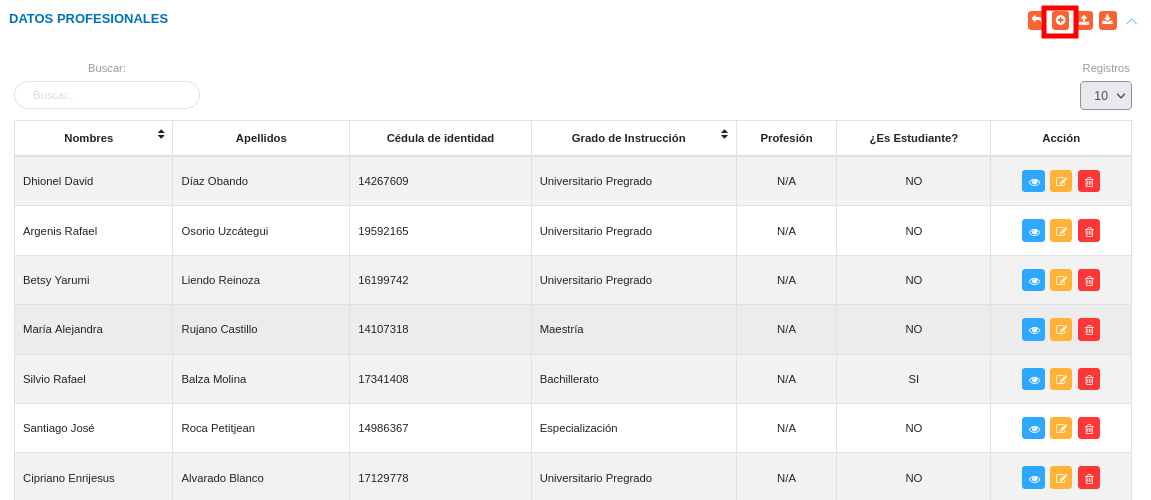 DATOS PROFESIONALES
Buscar:
Registros
Buscar...
10
Nombres Apellidos Cédula de identidad Grado de Instrucción Profesión ¿Es Estudiante? Acción
Dhionel David Díaz Obando 14267609 Universitario Pregrado N/A NO
Argenis Rafael Osorio Uzcátegui 19592165 Universitario Pregrado N/A NO
Betsy Yarumi Liendo Reinoza 16199742 Universitario Pregrado N/A NO
María Alejandra Rujano Castillo 14107318 Maestría N/A NO
Silvio Rafael Balza Molina 17341408 Bachillerato N/A SI
Santiago José Roca Petitjean 14986367 Especialización N/A NO
Cipriano Enrijesus Alvarado Blanco 17129778 Universitario Pregrado N/A NO